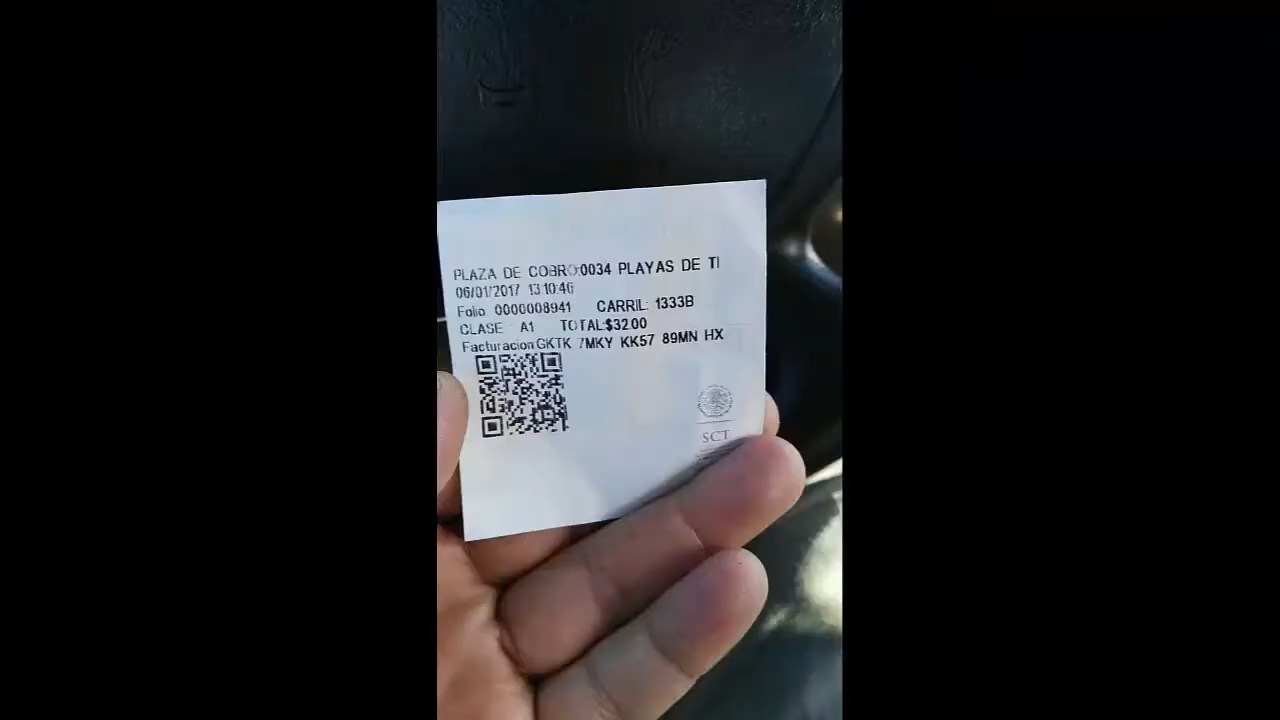 PLAZA DE COBRO:0034 PLAYAS DE TI
06/01/2017 13:10:46
Folio 0000008941 CARRIL: 1333B
CLASE : A1 TOTAL:$32.00
Facturacion GKTK 7MKY KK57 89MN HX
SCT